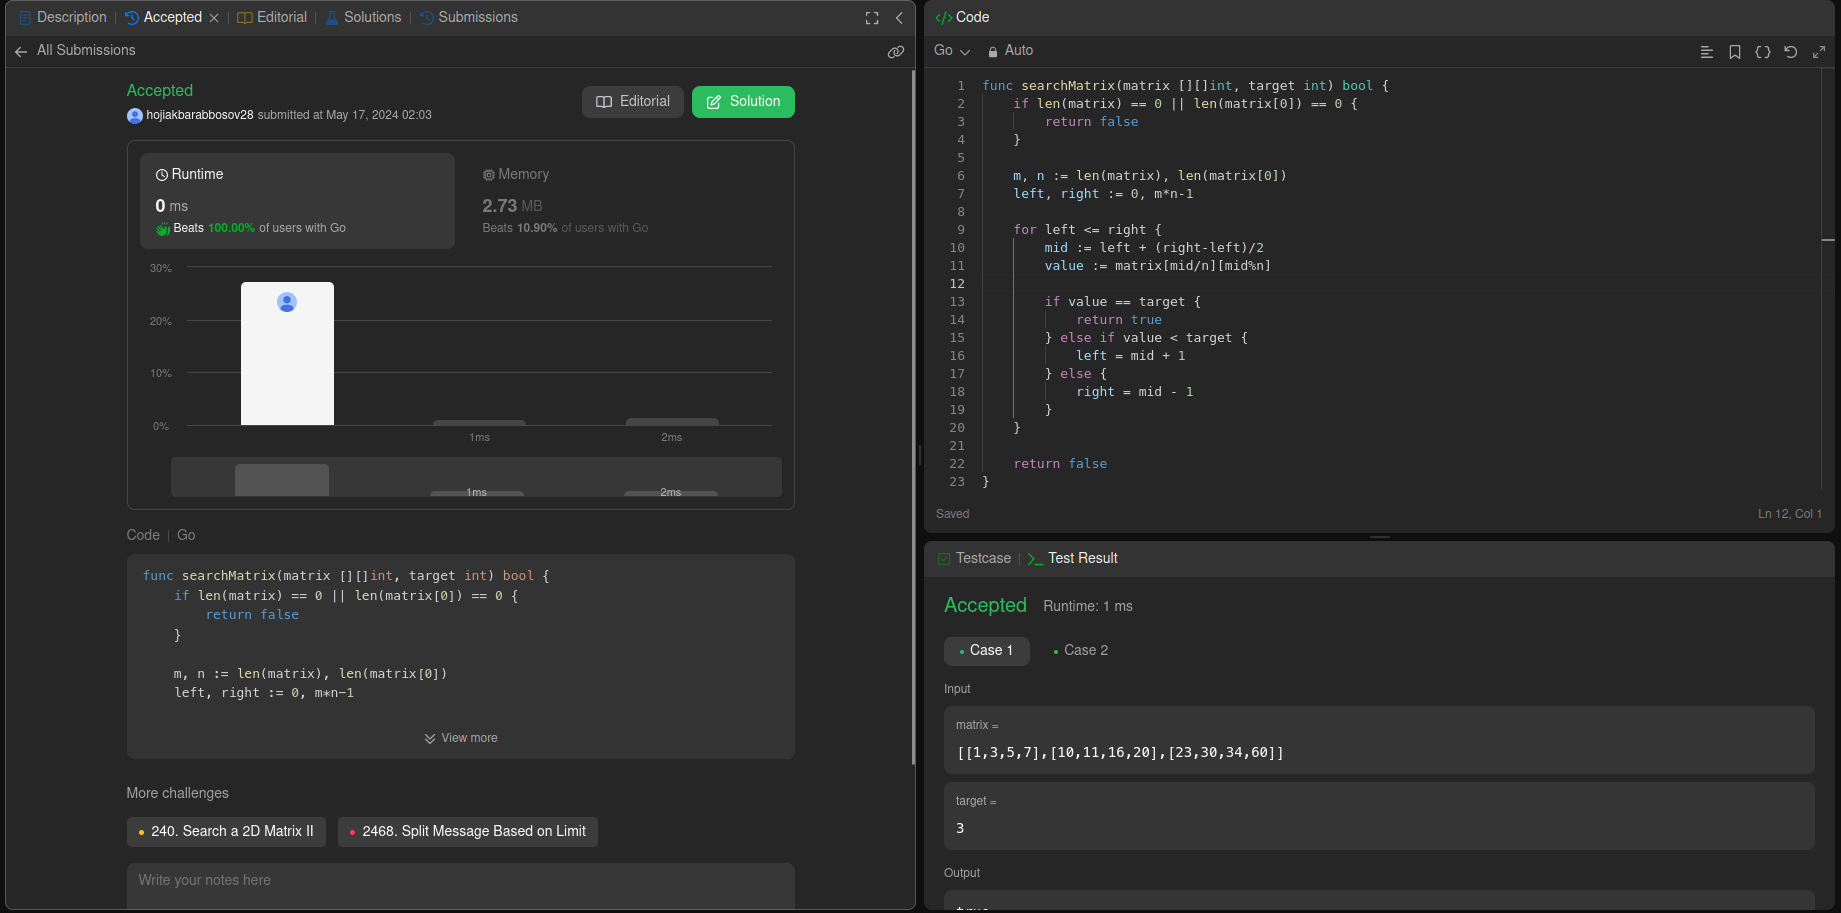 Description | Accepted × | Editorial | Solutions | Submissions
All Submissions
Accepted
hojiakbarabbosov28 submitted at May 17, 2024 02:03
Editorial
Solution
Runtime
0 ms
Beats 100.00% of users with Go
Memory
2.73 MB
Beats 10.90% of users with Go
30%
20%
10%
0%
1ms
2ms
1ms
2ms
Code | Go
func searchMatrix(matrix [][]int, target int) bool {
    if len(matrix) == 0 || len(matrix[0]) == 0 {
        return false
    }
    m, n := len(matrix), len(matrix[0])
    left, right := 0, m*n-1
View more
More challenges
240. Search a 2D Matrix II
2468. Split Message Based on Limit
Write your notes here
</> Code
Go
Auto
1 func searchMatrix(matrix [][]int, target int) bool {
2     if len(matrix) == 0 || len(matrix[0]) == 0 {
3         return false
4     }
5
6     m, n := len(matrix), len(matrix[0])
7     left, right := 0, m*n-1
8
9     for left <= right {
10         mid := left + (right-left)/2
11         value := matrix[mid/n][mid%n]
12
13         if value == target {
14             return true
15         } else if value < target {
16             left = mid + 1
17         } else {
18             right = mid - 1
19         }
20     }
21
22     return false
23 }
Saved
Ln 12, Col 1
Testcase | Test Result
Accepted Runtime: 1 ms
Case 1
Case 2
Input
matrix =
[[1,3,5,7],[10,11,16,20],[23,30,34,60]]
target =
3
Output
true